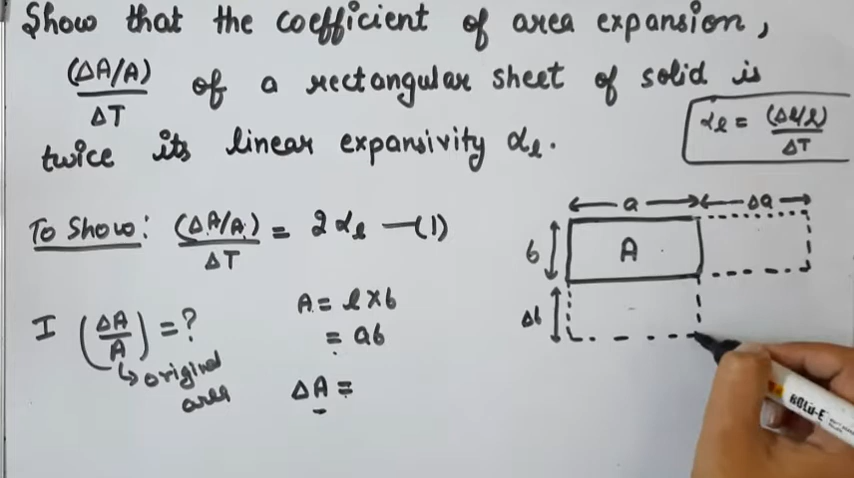 Show that the coefficient of area expansion,
(ΔA/A)
ΔT
of a rectangular sheet of solid is
twice its linear expansivity αℓ.
αℓ = (Δℓ/ℓ)
ΔT
To Show: (ΔA/A) = 2αℓ —(1)
ΔT
I (ΔA/A) = ?
original
area
A = ℓ×b
= ab
ΔA =
a Δa
b A
Δb